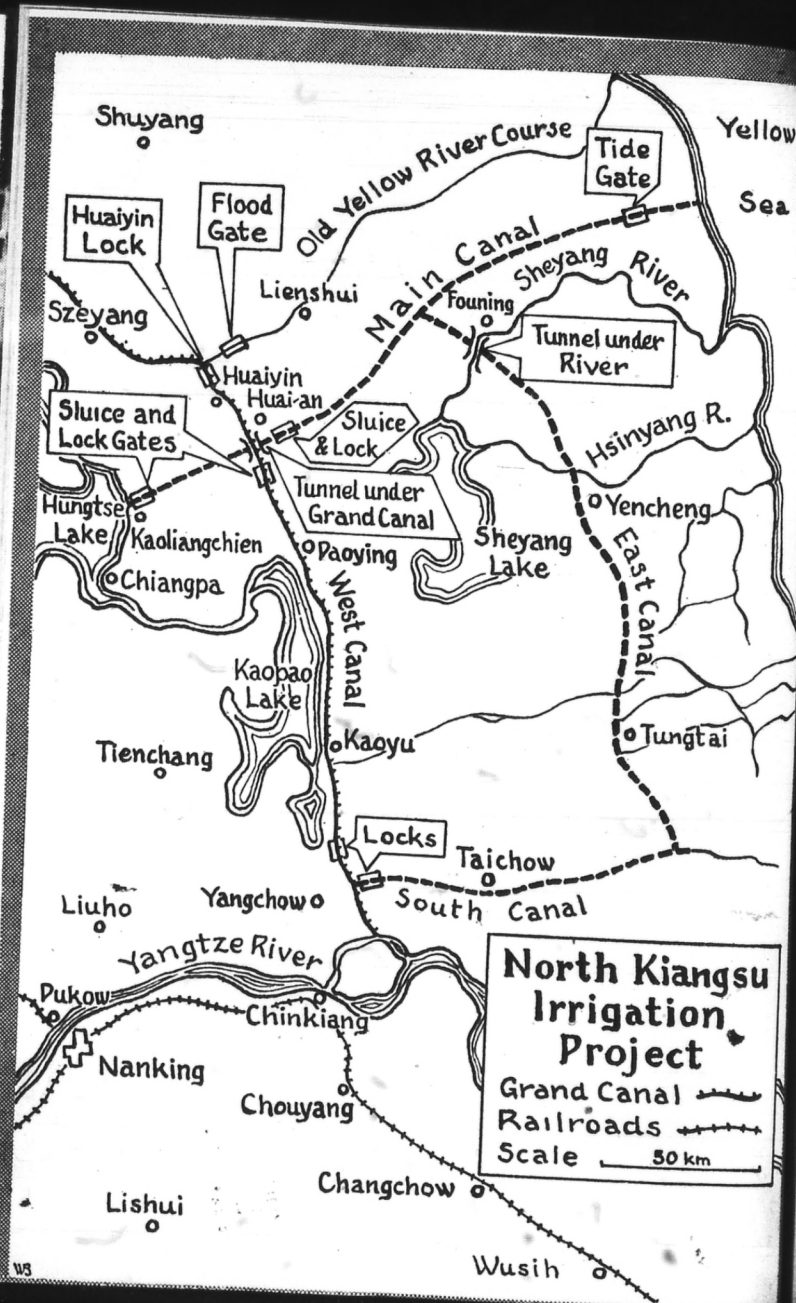 Shuyang
Yellow
Sea
Old Yellow River Course
Tide
Gate
Huaiyin
Lock
Flood
Gate
Main Canal
Sheyang River
Lienshui
Szeyang
Founing
Tunnel under
River
Huaiyin
Huai-an
Sluice and
Lock Gates
Sluice
& Lock
Hsinyang R.
Hungtse
Lake
Kaoliangchien
Tunnel under
Grand Canal
Yencheng
Paoying
Sheyang
Lake
East Canal
Chiangpa
West Canal
Kaopao
Lake
Kaoyu
Tungtai
Tienchang
Locks
Taichow
Yangchow
South Canal
Liuho
Yangtze River
North Kiangsu
Irrigation
Project
Grand Canal
Railroads
Scale 50 km
Pukow
Chinkiang
Nanking
Chouyang
Changchow
Lishui
Wusih
WB